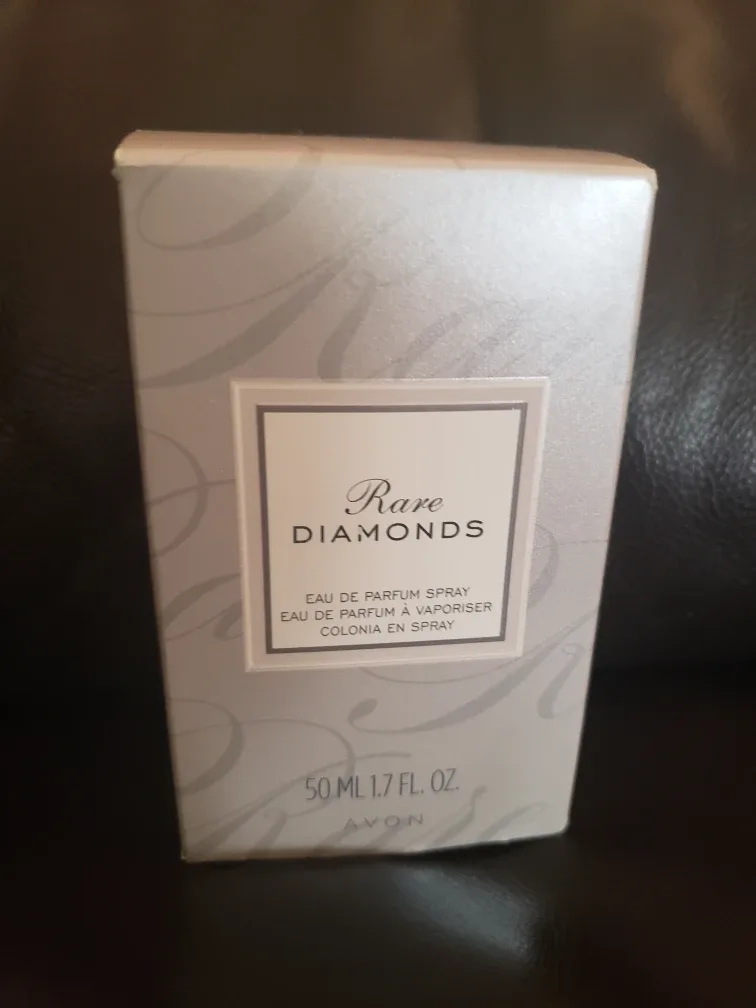 Rare
DIAMONDS
EAU DE PARFUM SPRAY
EAU DE PARFUM À VAPORISER
COLONIA EN SPRAY
50 ML 1.7 FL. OZ.
AVON